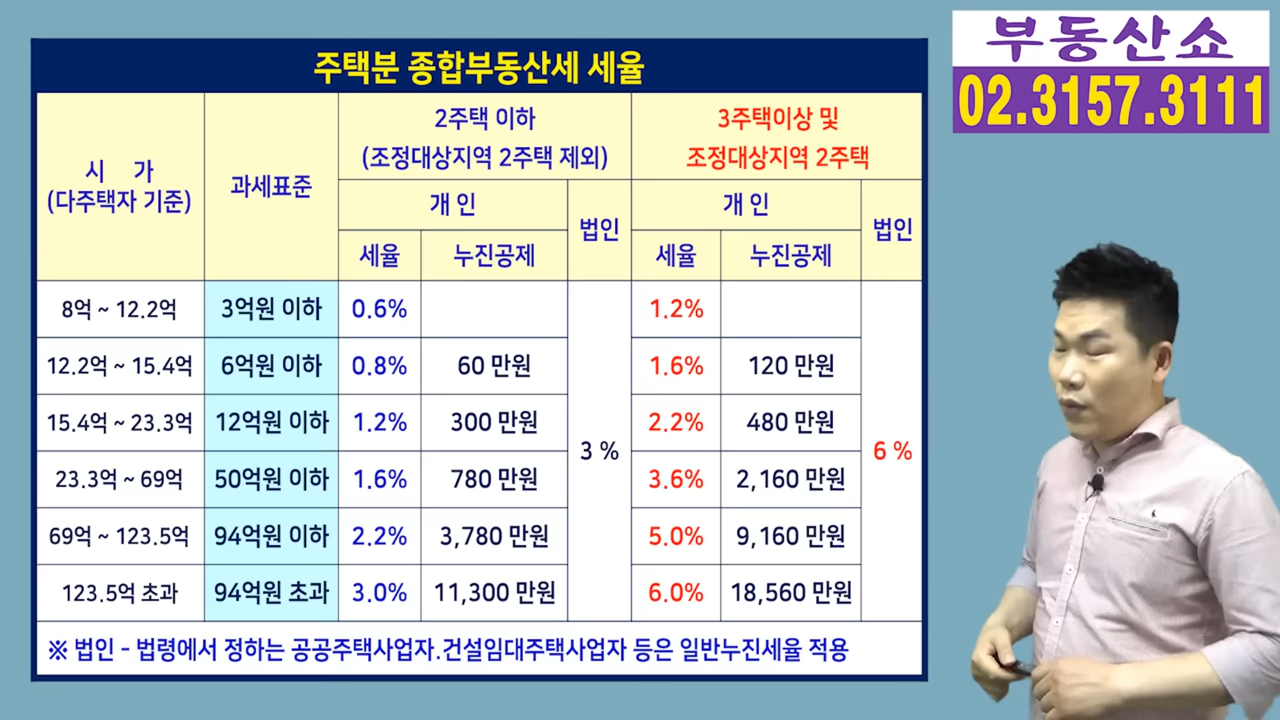 부동산쇼
02.3157.3111
주택분 종합부동산세 세율
시 가
(다주택자 기준)
과세표준
2주택 이하
(조정대상지역 2주택 제외)
3주택이상 및
조정대상지역 2주택
개 인
법인
개 인
법인
세율
누진공제
세율
누진공제
8억 ~ 12.2억 3억원 이하 0.6% 1.2%
12.2억 ~ 15.4억 6억원 이하 0.8% 60 만원 1.6% 120 만원
15.4억 ~ 23.3억 12억원 이하 1.2% 300 만원 2.2% 480 만원
3 %
6 %
23.3억 ~ 69억 50억원 이하 1.6% 780 만원 3.6% 2,160 만원
69억 ~ 123.5억 94억원 이하 2.2% 3,780 만원 5.0% 9,160 만원
123.5억 초과 94억원 초과 3.0% 11,300 만원 6.0% 18,560 만원
※ 법인 - 법령에서 정하는 공공주택사업자.건설임대주택사업자 등은 일반누진세율 적용